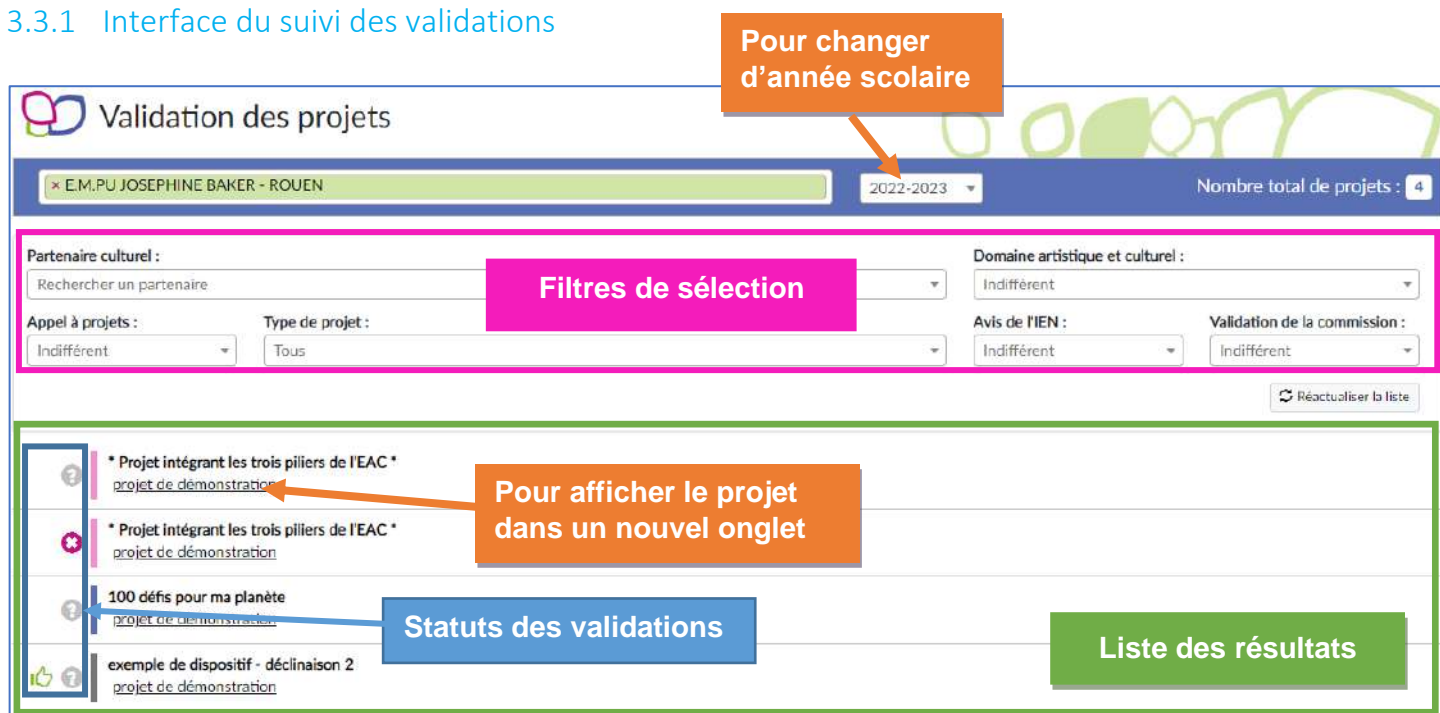 3.3.1 Interface du suivi des validations
Pour changer
d’année scolaire
Validation des projets
× E.M.PU JOSEPHINE BAKER - ROUEN
2022-2023
Nombre total de projets : 4
Partenaire culturel :
Domaine artistique et culturel :
Rechercher un partenaire
Filtres de sélection
Indifférent
Appel à projets :
Type de projet :
Avis de l'IEN :
Validation de la commission :
Indifférent
Tous
Indifférent
Indifférent
Réactualiser la liste
* Projet intégrant les trois piliers de l'EAC *
projet de démonstration
Pour afficher le projet
dans un nouvel onglet
* Projet intégrant les trois piliers de l'EAC *
projet de démonstration
100 défis pour ma planète
projet de démonstration
Statuts des validations
Liste des résultats
exemple de dispositif - déclinaison 2
projet de démonstration